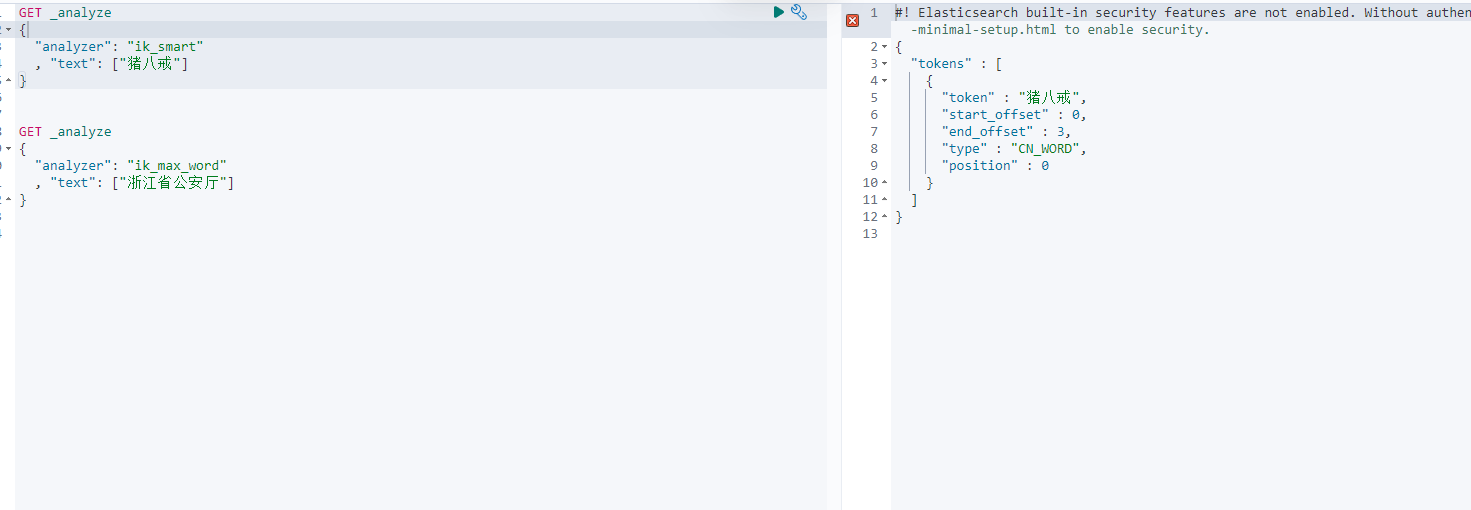 GET _analyze
{
"analyzer": "ik_smart"
, "text": ["猪八戒"]
}
GET _analyze
{
"analyzer": "ik_max_word"
, "text": ["浙江省公安厅"]
}
1 #! Elasticsearch built-in security features are not enabled. Without authen
-minimal-setup.html to enable security.
2 {
3 "tokens" : [
4 {
5 "token" : "猪八戒",
6 "start_offset" : 0,
7 "end_offset" : 3,
8 "type" : "CN_WORD",
9 "position" : 0
10 }
11 ]
12 }
13